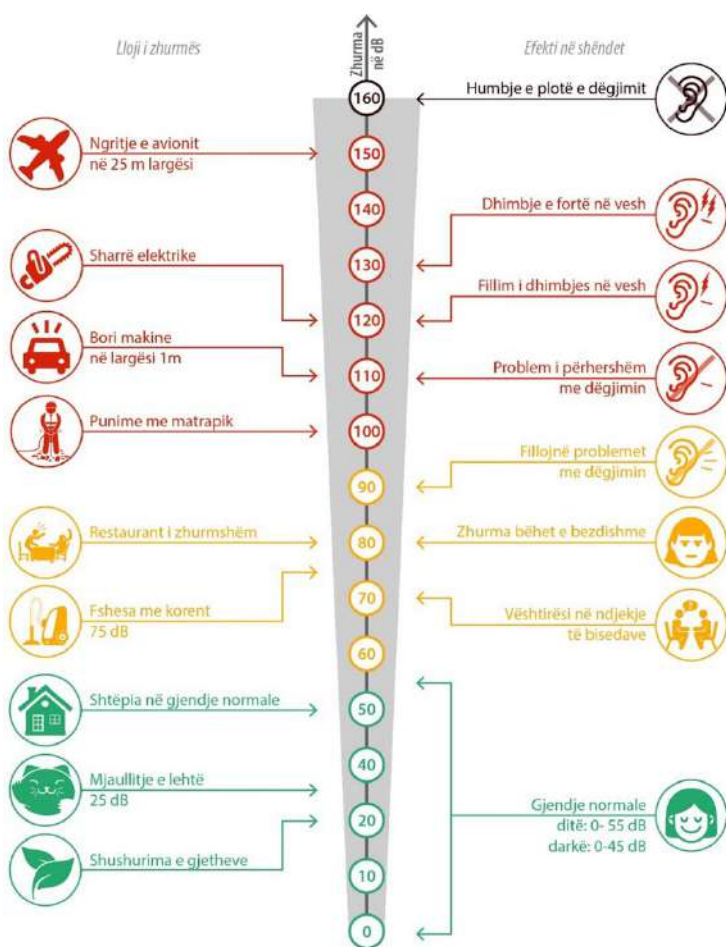 Lloji i zhurmës
Zhurma
në dB
Efekti në shëndet
160
Humbje e plotë e dëgjimit
Ngritje e avionit
në 25 m largësi
150
140
Dhimbje e fortë në vesh
130
Sharrë elektrike
Fillim i dhimbjes në vesh
120
Bori makine
në largësi 1m
110
Problem i përhershëm
me dëgjimin
Punime me matrapik
100
Fillojnë problemet
me dëgjimin
90
Restaurant i zhurmshëm
80
Zhurma bëhet e bezdishme
Fshesa me korent
75 dB
70
Vështirësi në ndjekje
të bisedave
60
Shtëpia në gjendje normale
50
40
Mjaullitje e lehtë
25 dB
20
Gjendje normale
ditë: 0- 55 dB
darkë: 0-45 dB
Shushurima e gjetheve
10
0